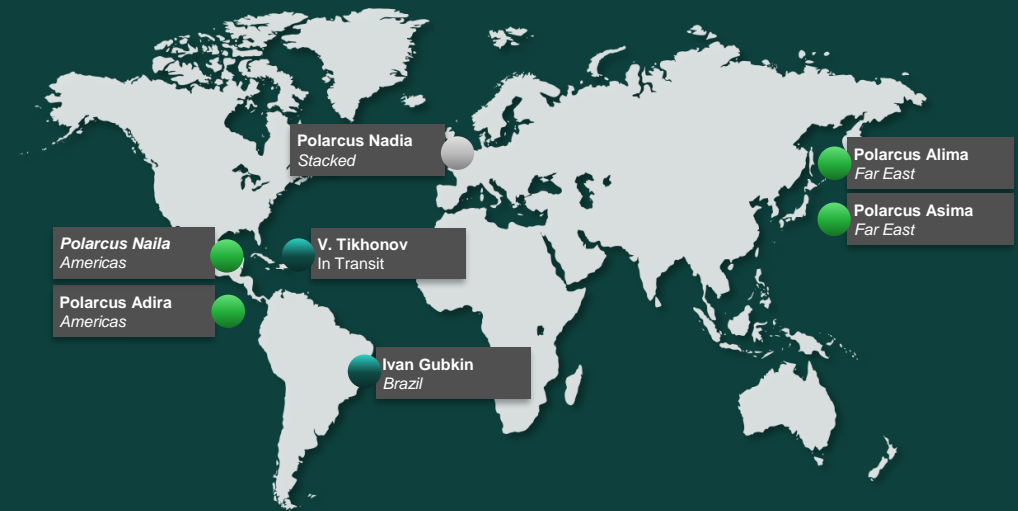 Polarcus Nadia
Stacked
Polarcus Alima
Far East
Polarcus Asima
Far East
Polarcus Naila
Americas
V. Tikhonov
In Transit
Polarcus Adira
Americas
Ivan Gubkin
Brazil